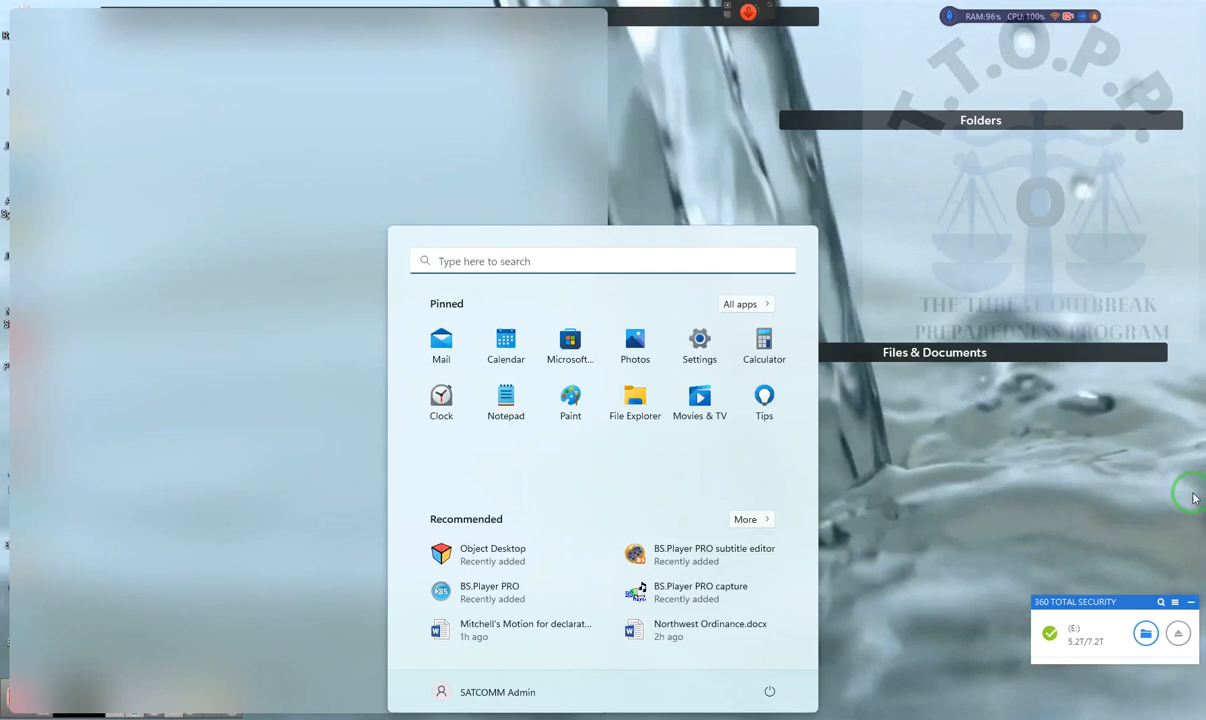 RAM:96% CPU:100%
T.T.O.P.P.
Folders
O
THE THREAT OUTBREAK
PREPAREDNESS PROGRAM
Files & Documents
Type here to search
Pinned
All apps
Mail
Calendar
Microsoft...
Photos
Settings
Calculator
Clock
Notepad
Paint
File Explorer
Movies & TV
Tips
Recommended
More
Object Desktop
Recently added
BS.Player PRO subtitle editor
Recently added
BS.Player PRO
Recently added
BS.Player PRO capture
Recently added
Mitchell's Motion for declarat...
1h ago
Northwest Ordinance.docx
2h ago
SATCOMM Admin
360 TOTAL SECURITY
(E:)
5.2T/7.2T